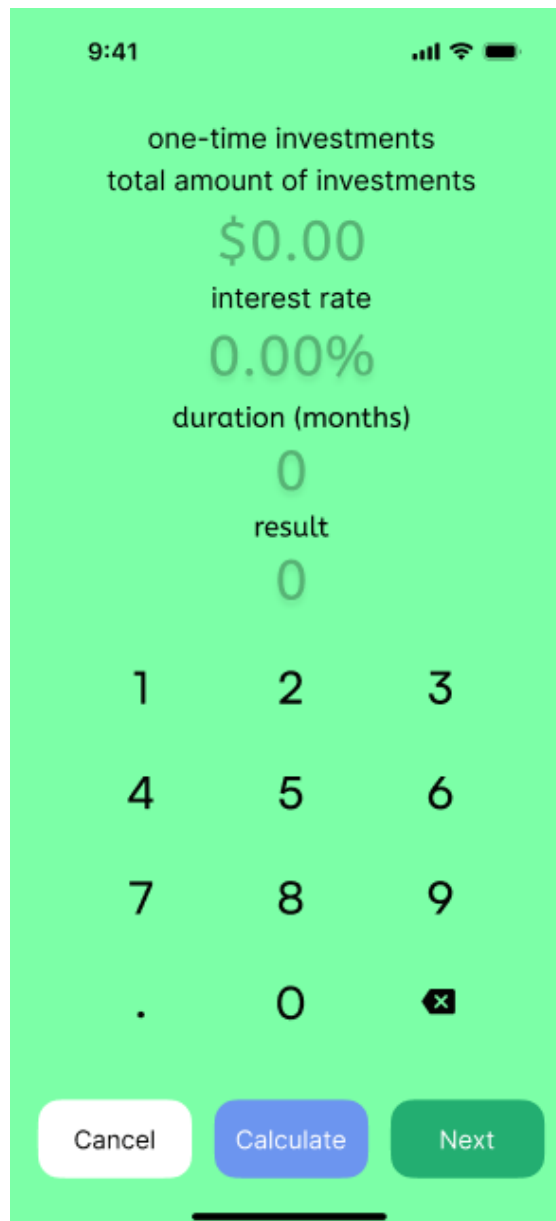 9:41
one-time investments
total amount of investments
$0.00
interest rate
0.00%
duration (months)
0
result
0
1 2 3
4 5 6
7 8 9
. 0
Cancel Calculate Next